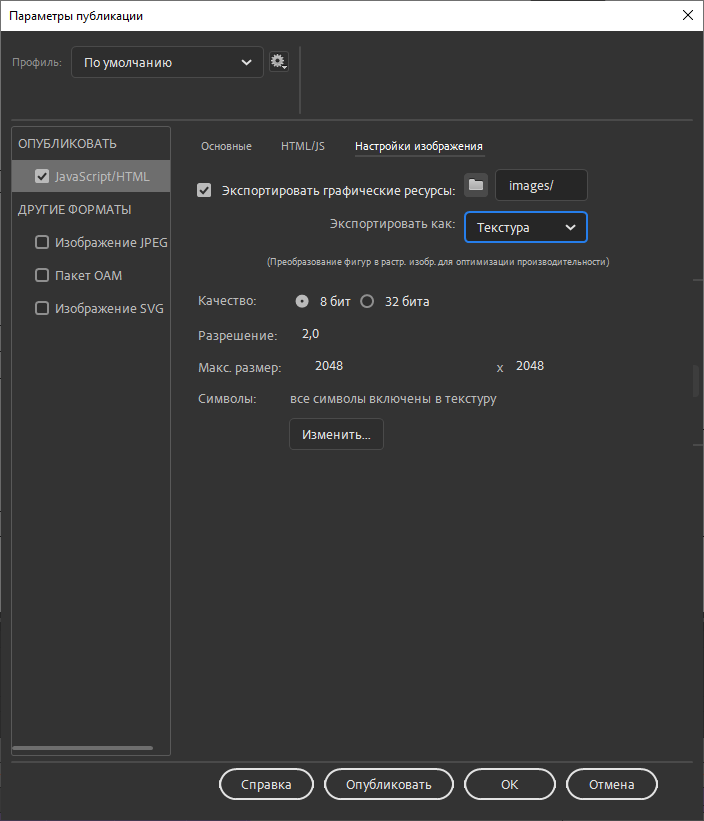 Параметры публикации
Профиль: По умолчанию
ОПУБЛИКОВАТЬ
JavaScript/HTML
ДРУГИЕ ФОРМАТЫ
Изображение JPEG
Пакет OAM
Изображение SVG
Основные HTML/JS Настройки изображения
Экспортировать графические ресурсы: images/
Экспортировать как: Текстура
(Преобразование фигур в растр. изобр. для оптимизации производительности)
Качество: 8 бит 32 бита
Разрешение: 2,0
Макс. размер: 2048 x 2048
Символы: все символы включены в текстуру
Изменить...
Справка Опубликовать OK Отмена